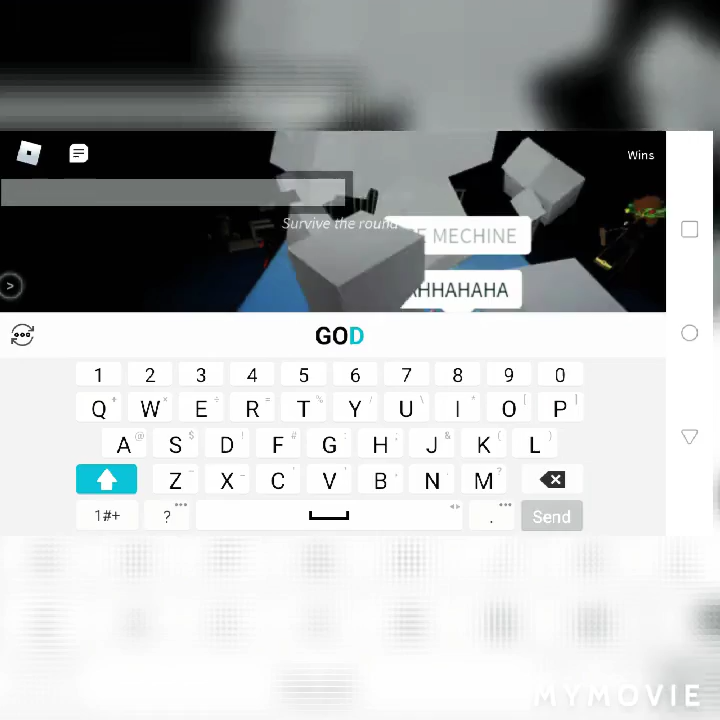 Wins
Survive the round
E MECHINE
AHHAHAHA
>
GOD
1 2 3 4 5 6 7 8 9 0
Q + W × E ÷ R = T % Y / U \ I * O [ P ]
A @ S $ D ! F # G : H ; J & K ( L )
Z - X _ C ' V " B , N ' M ?
1#+ ? . Send
MYMOVIE